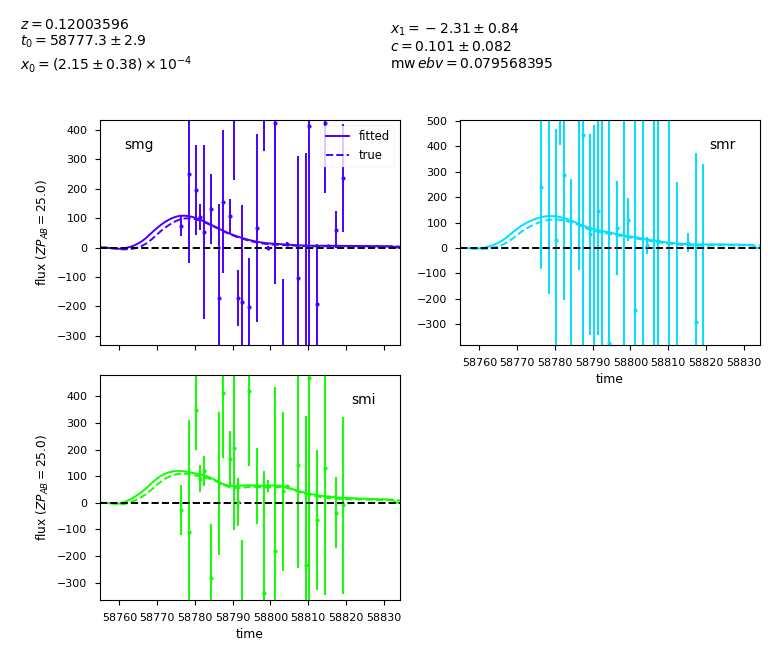 z = 0.12003596
t₀ = 58777.3 ± 2.9
x₀ = (2.15 ± 0.38) × 10⁻⁴
x₁ = −2.31 ± 0.84
c = 0.101 ± 0.082
mw ebv = 0.079568395
smg
fitted
true
400
300
200
100
0
−100
−200
−300
flux (ZP_AB = 25.0)
smr
500
400
300
200
100
0
−100
−200
−300
58760 58770 58780 58790 58800 58810 58820 58830
time
smi
400
300
200
100
0
−100
−200
−300
flux (ZP_AB = 25.0)
58760 58770 58780 58790 58800 58810 58820 58830
time